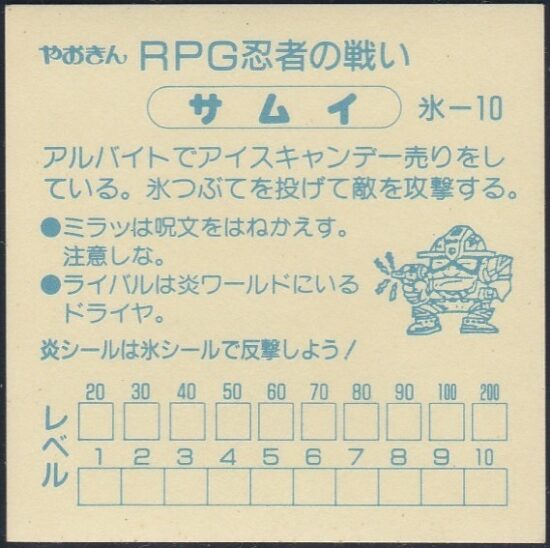 やおきん RPG忍者の戦い
サムイ 氷ー10
アルバイトでアイスキャンデー売りをし
ている。氷つぶてを投げて敵を攻撃する。
●ミラッは呪文をはねかえす。
注意しな。
●ライバルは炎ワールドにいる
ドライヤ。
炎シールは氷シールで反撃しよう!
20 30 40 50 60 70 80 90 100 200
レベル
1 2 3 4 5 6 7 8 9 10